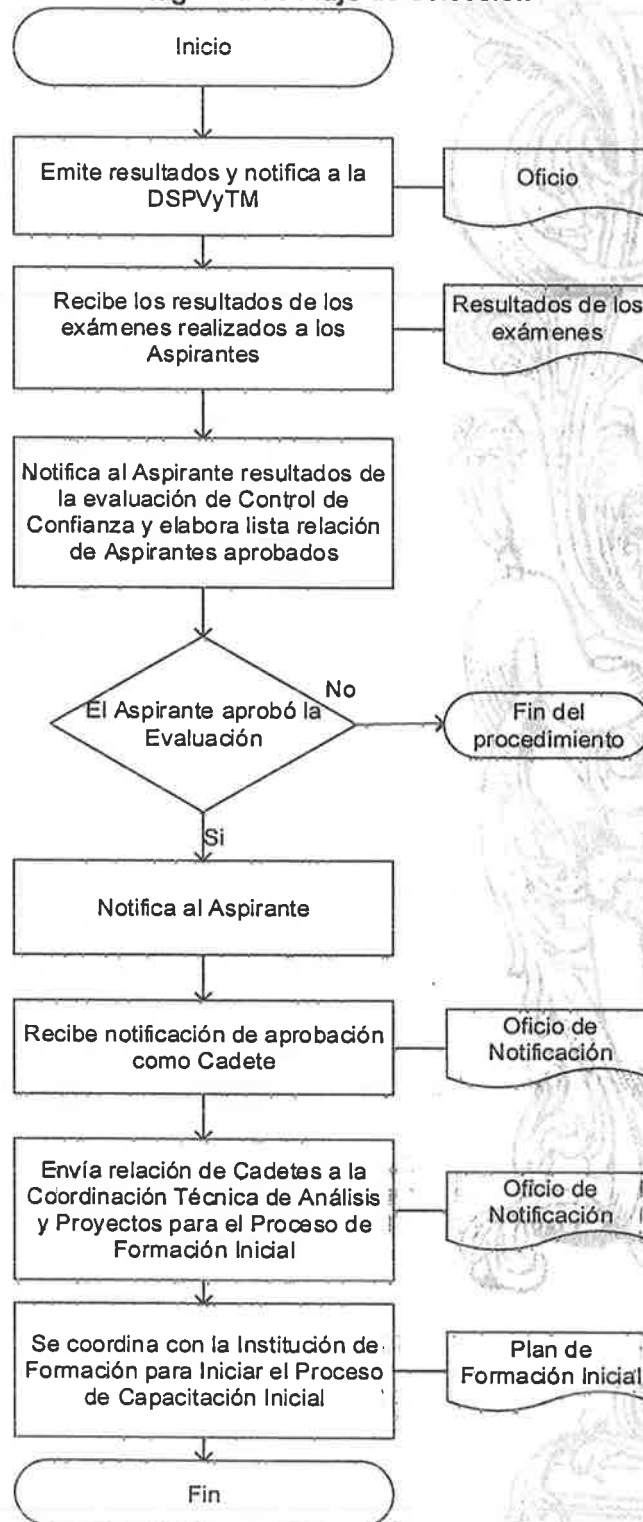 Inicio
Emite resultados y notifica a la
DSPVyTM
Oficio
Recibe los resultados de los
exámenes realizados a los
Aspirantes
Resultados de los
exámenes
Notifica al Aspirante resultados de
la evaluación de Control de
Confianza y elabora lista relación
de Aspirantes aprobados
El Aspirante aprobó la
Evaluación
No
Fin del
procedimiento
Si
Notifica al Aspirante
Recibe notificación de aprobación
como Cadete
Oficio de
Notificación
Envía relación de Cadetes a la
Coordinación Técnica de Análisis
y Proyectos para el Proceso de
Formación Inicial
Oficio de
Notificación
Se coordina con la Institución de
Formación para Iniciar el Proceso
de Capacitación Inicial
Plan de
Formación Inicial
Fin